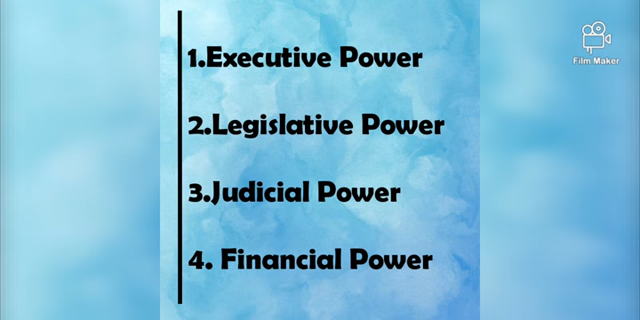 1.Executive Power
Film Maker
2.Legislative Power
3.Judicial Power
4. Financial Power